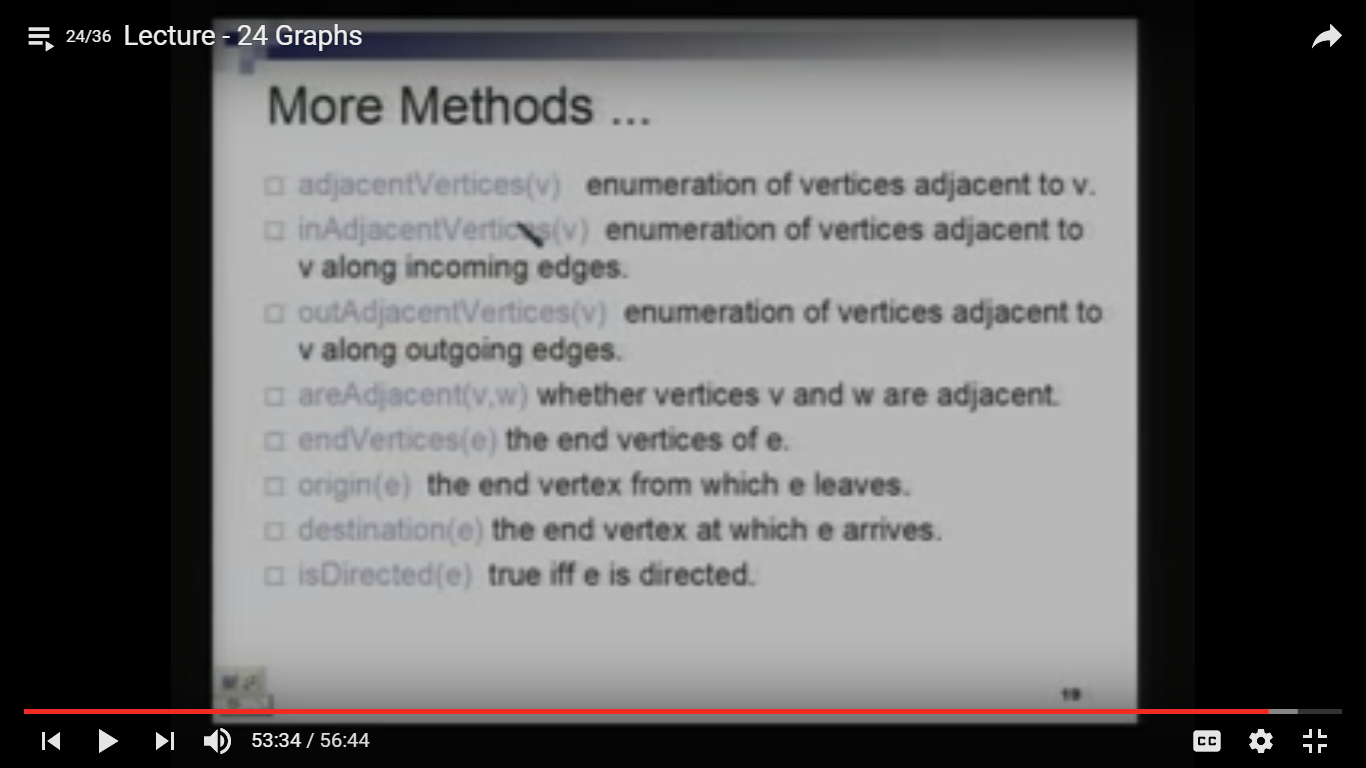 24/36 Lecture - 24 Graphs
More Methods ...
adjacentVertices(v) enumeration of vertices adjacent to v.
inAdjacentVertices(v) enumeration of vertices adjacent to
v along incoming edges.
outAdjacentVertices(v) enumeration of vertices adjacent to
v along outgoing edges.
areAdjacent(v,w) whether vertices v and w are adjacent.
endVertices(e) the end vertices of e.
origin(e) the end vertex from which e leaves.
destination(e) the end vertex at which e arrives.
isDirected(e) true iff e is directed.
19
53:34 / 56:44
CC